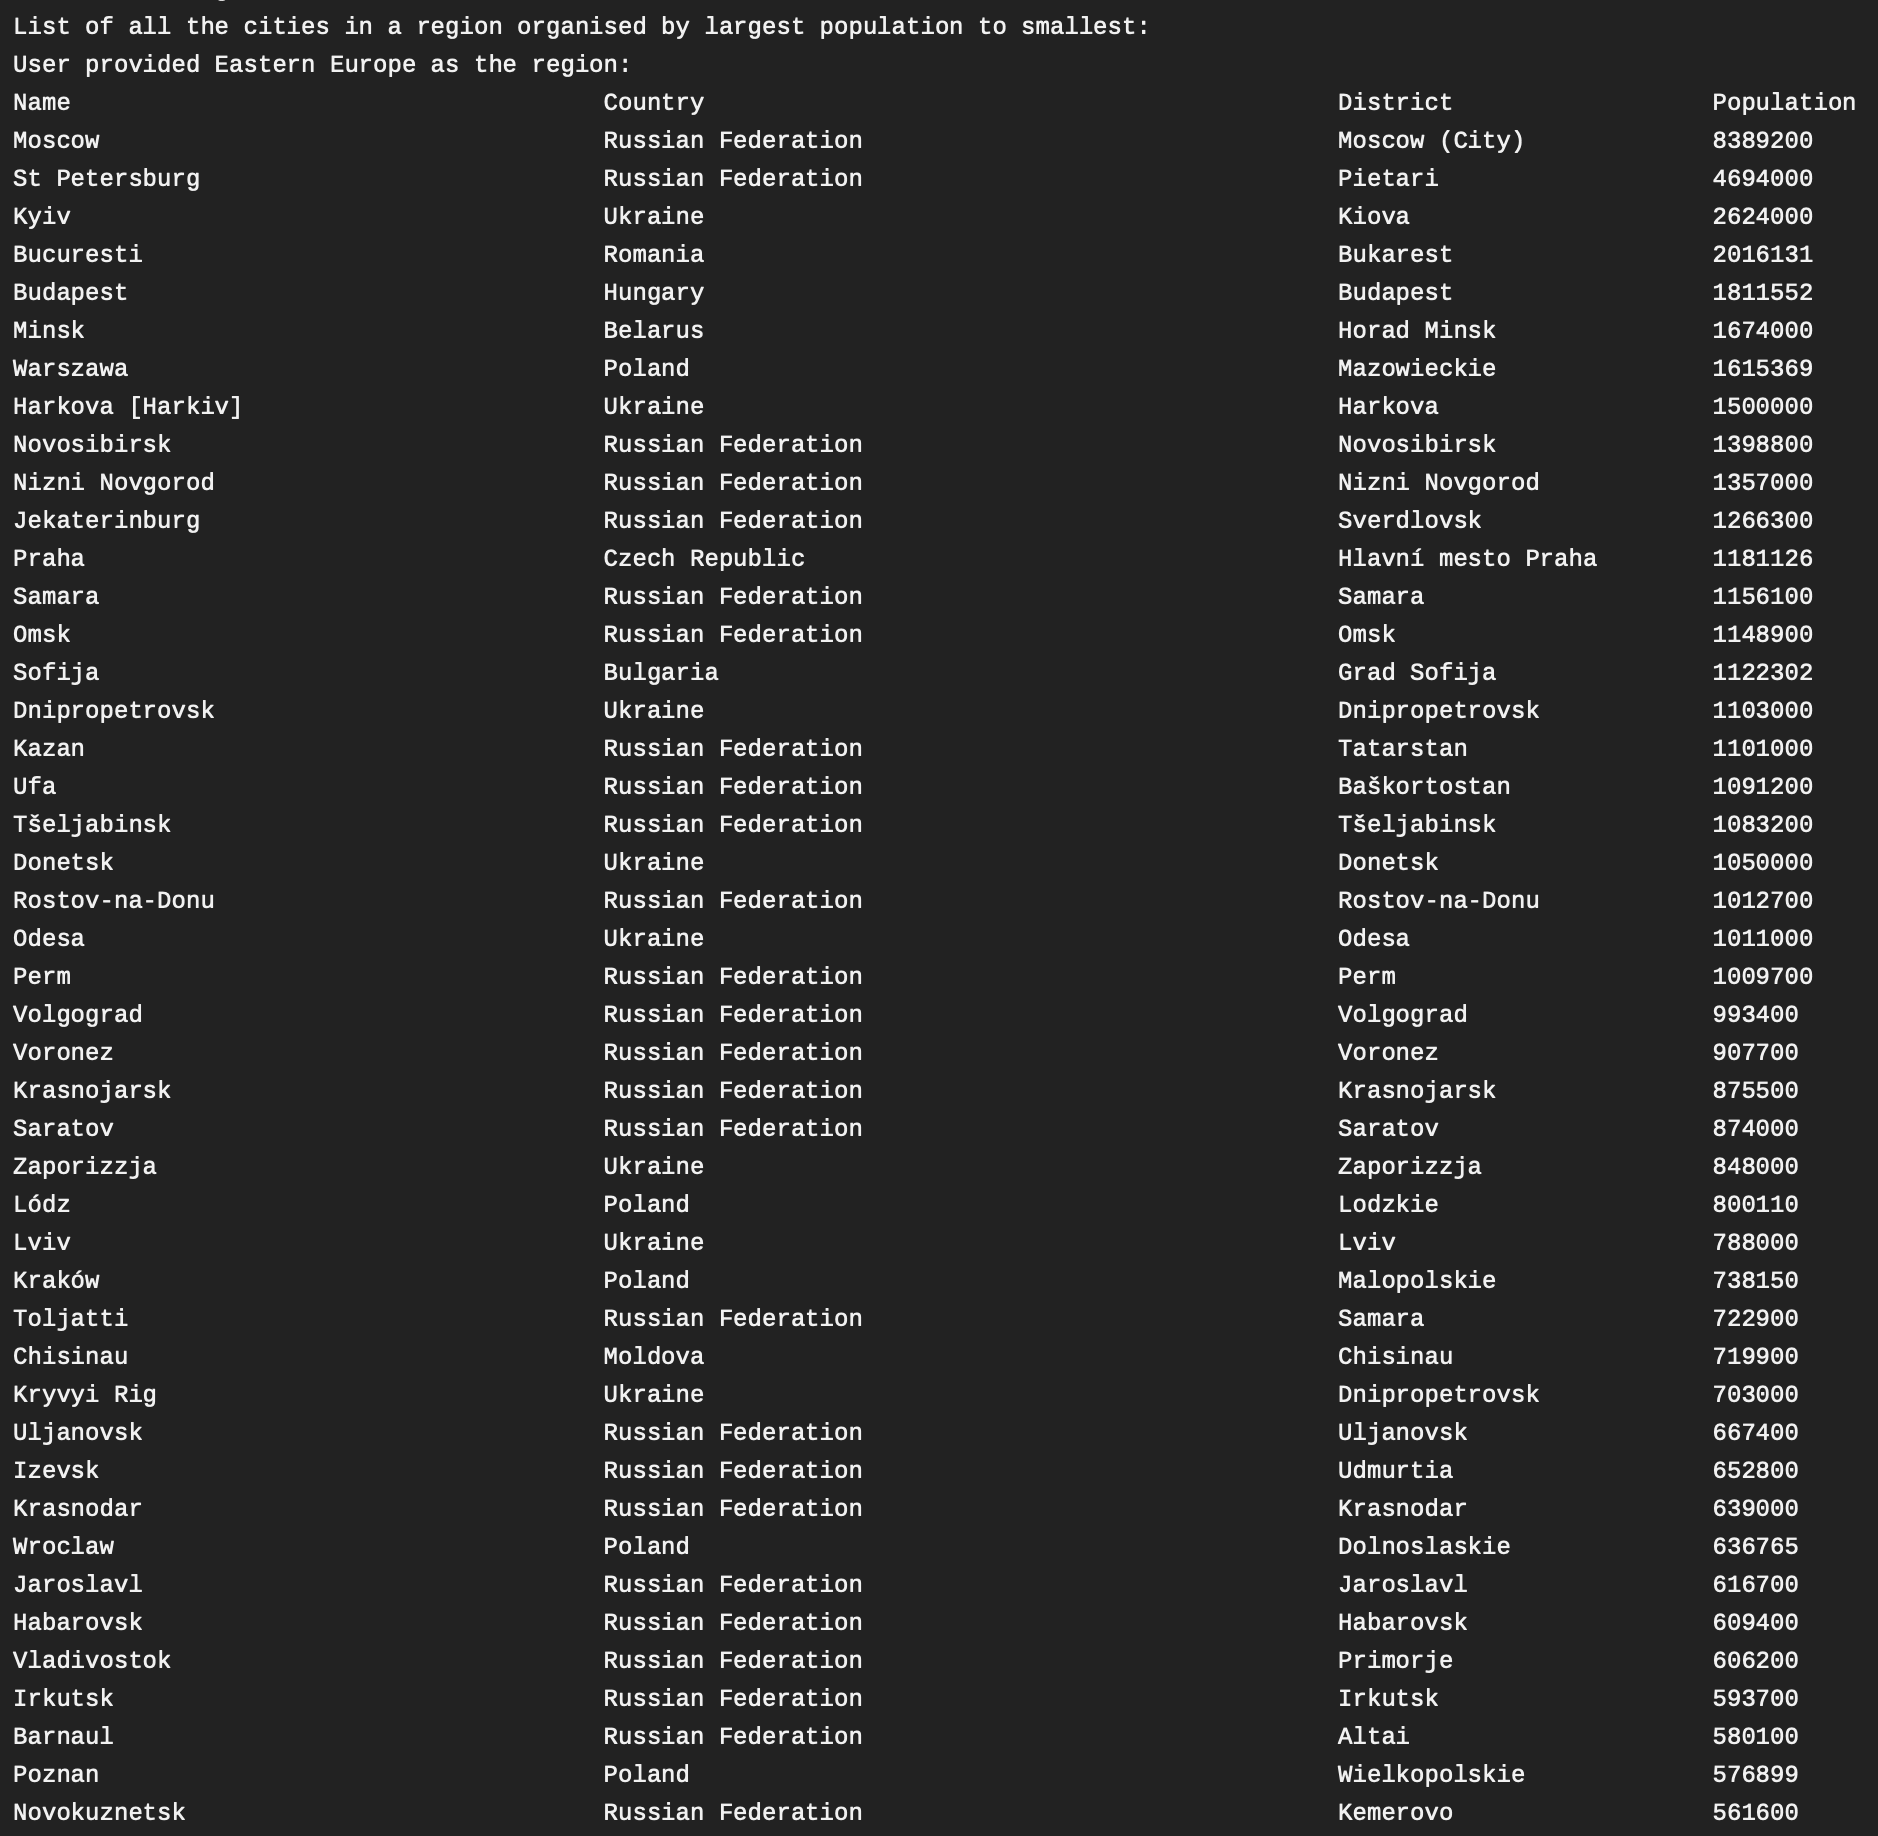 List of all the cities in a region organised by largest population to smallest:
User provided Eastern Europe as the region:
Name Country District Population
Moscow Russian Federation Moscow (City) 8389200
St Petersburg Russian Federation Pietari 4694000
Kyiv Ukraine Kiova 2624000
Bucuresti Romania Bukarest 2016131
Budapest Hungary Budapest 1811552
Minsk Belarus Horad Minsk 1674000
Warszawa Poland Mazowieckie 1615369
Harkova [Harkiv] Ukraine Harkova 1500000
Novosibirsk Russian Federation Novosibirsk 1398800
Nizni Novgorod Russian Federation Nizni Novgorod 1357000
Jekaterinburg Russian Federation Sverdlovsk 1266300
Praha Czech Republic Hlavní mesto Praha 1181126
Samara Russian Federation Samara 1156100
Omsk Russian Federation Omsk 1148900
Sofija Bulgaria Grad Sofija 1122302
Dnipropetrovsk Ukraine Dnipropetrovsk 1103000
Kazan Russian Federation Tatarstan 1101000
Ufa Russian Federation Baškortostan 1091200
Tšeljabinsk Russian Federation Tšeljabinsk 1083200
Donetsk Ukraine Donetsk 1050000
Rostov-na-Donu Russian Federation Rostov-na-Donu 1012700
Odesa Ukraine Odesa 1011000
Perm Russian Federation Perm 1009700
Volgograd Russian Federation Volgograd 993400
Voronez Russian Federation Voronez 907700
Krasnojarsk Russian Federation Krasnojarsk 875500
Saratov Russian Federation Saratov 874000
Zaporizzja Ukraine Zaporizzja 848000
Lódz Poland Lodzkie 800110
Lviv Ukraine Lviv 788000
Kraków Poland Malopolskie 738150
Toljatti Russian Federation Samara 722900
Chisinau Moldova Chisinau 719900
Kryvyi Rig Ukraine Dnipropetrovsk 703000
Uljanovsk Russian Federation Uljanovsk 667400
Izevsk Russian Federation Udmurtia 652800
Krasnodar Russian Federation Krasnodar 639000
Wroclaw Poland Dolnoslaskie 636765
Jaroslavl Russian Federation Jaroslavl 616700
Habarovsk Russian Federation Habarovsk 609400
Vladivostok Russian Federation Primorje 606200
Irkutsk Russian Federation Irkutsk 593700
Barnaul Russian Federation Altai 580100
Poznan Poland Wielkopolskie 576899
Novokuznetsk Russian Federation Kemerovo 561600